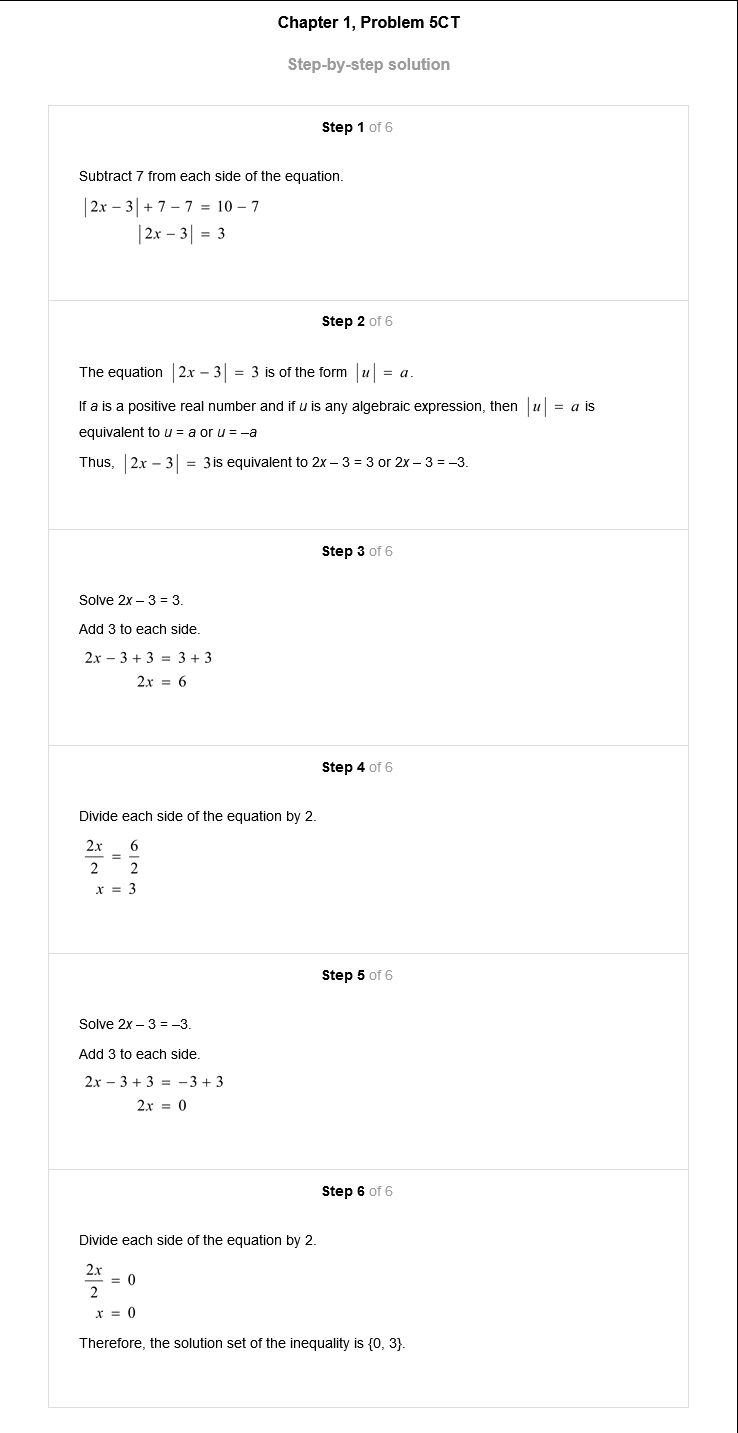 Chapter 1, Problem 5CT
Step-by-step solution
Step 1 of 6
Subtract 7 from each side of the equation.
|2x − 3| + 7 − 7 = 10 − 7
|2x − 3| = 3
Step 2 of 6
The equation |2x − 3| = 3 is of the form |u| = a.
If a is a positive real number and if u is any algebraic expression, then |u| = a is
equivalent to u = a or u = –a
Thus, |2x − 3| = 3 is equivalent to 2x – 3 = 3 or 2x – 3 = –3.
Step 3 of 6
Solve 2x – 3 = 3.
Add 3 to each side.
2x − 3 + 3 = 3 + 3
2x = 6
Step 4 of 6
Divide each side of the equation by 2.
2x/2 = 6/2
x = 3
Step 5 of 6
Solve 2x – 3 = –3.
Add 3 to each side.
2x − 3 + 3 = −3 + 3
2x = 0
Step 6 of 6
Divide each side of the equation by 2.
2x/2 = 0
x = 0
Therefore, the solution set of the inequality is {0, 3}.